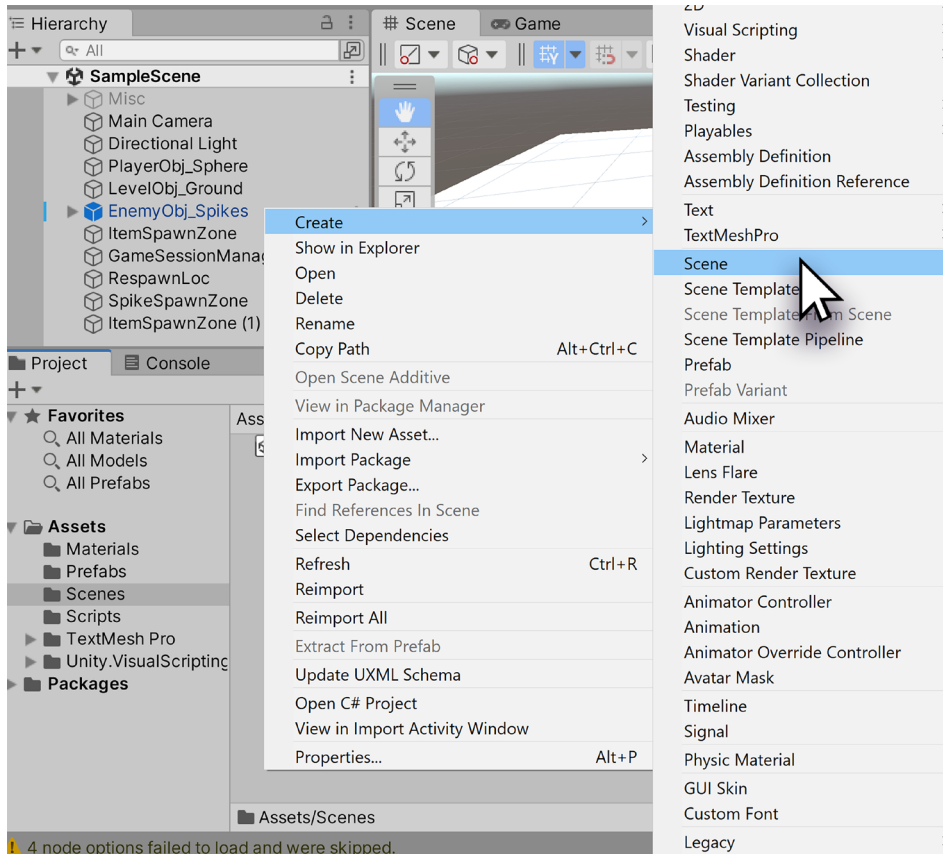 Hierarchy
All
SampleScene
Misc
Main Camera
Directional Light
PlayerObj_Sphere
LevelObj_Ground
EnemyObj_Spikes
ItemSpawnZone
GameSessionManag
RespawnLoc
SpikeSpawnZone
ItemSpawnZone (1)
Scene
Game
Project
Console
Favorites
All Materials
All Models
All Prefabs
Assets
Materials
Prefabs
Scenes
Scripts
TextMesh Pro
Unity.VisualScripting
Packages
Ass
Assets/Scenes
4 node options failed to load and were skipped.
Create
Show in Explorer
Open
Delete
Rename
Copy Path Alt+Ctrl+C
Open Scene Additive
View in Package Manager
Import New Asset...
Import Package
Export Package...
Find References In Scene
Select Dependencies
Refresh Ctrl+R
Reimport
Reimport All
Extract From Prefab
Update UXML Schema
Open C# Project
View in Import Activity Window
Properties... Alt+P
2D
Visual Scripting
Shader
Shader Variant Collection
Testing
Playables
Assembly Definition
Assembly Definition Reference
Text
TextMeshPro
Scene
Scene Template
Scene Template From Scene
Scene Template Pipeline
Prefab
Prefab Variant
Audio Mixer
Material
Lens Flare
Render Texture
Lightmap Parameters
Lighting Settings
Custom Render Texture
Animator Controller
Animation
Animator Override Controller
Avatar Mask
Timeline
Signal
Physic Material
GUI Skin
Custom Font
Legacy